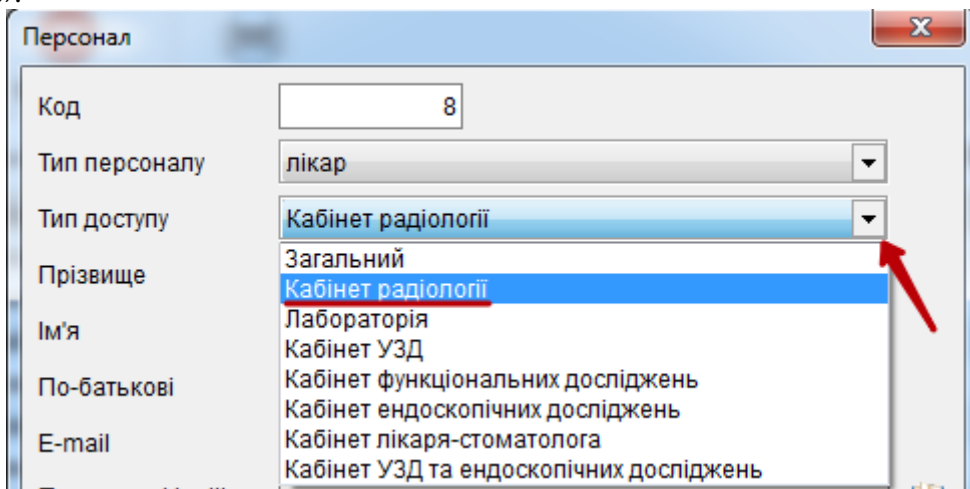 Персонал
Код 8
Тип персоналу лікар
Тип доступу Кабінет радіології
Загальний
Прізвище
Кабінет радіології
Лабораторія
Ім'я
Кабінет УЗД
Кабінет функціональних досліджень
По-батькові
Кабінет ендоскопічних досліджень
Кабінет лікаря-стоматолога
E-mail
Кабінет УЗД та ендоскопічних досліджень